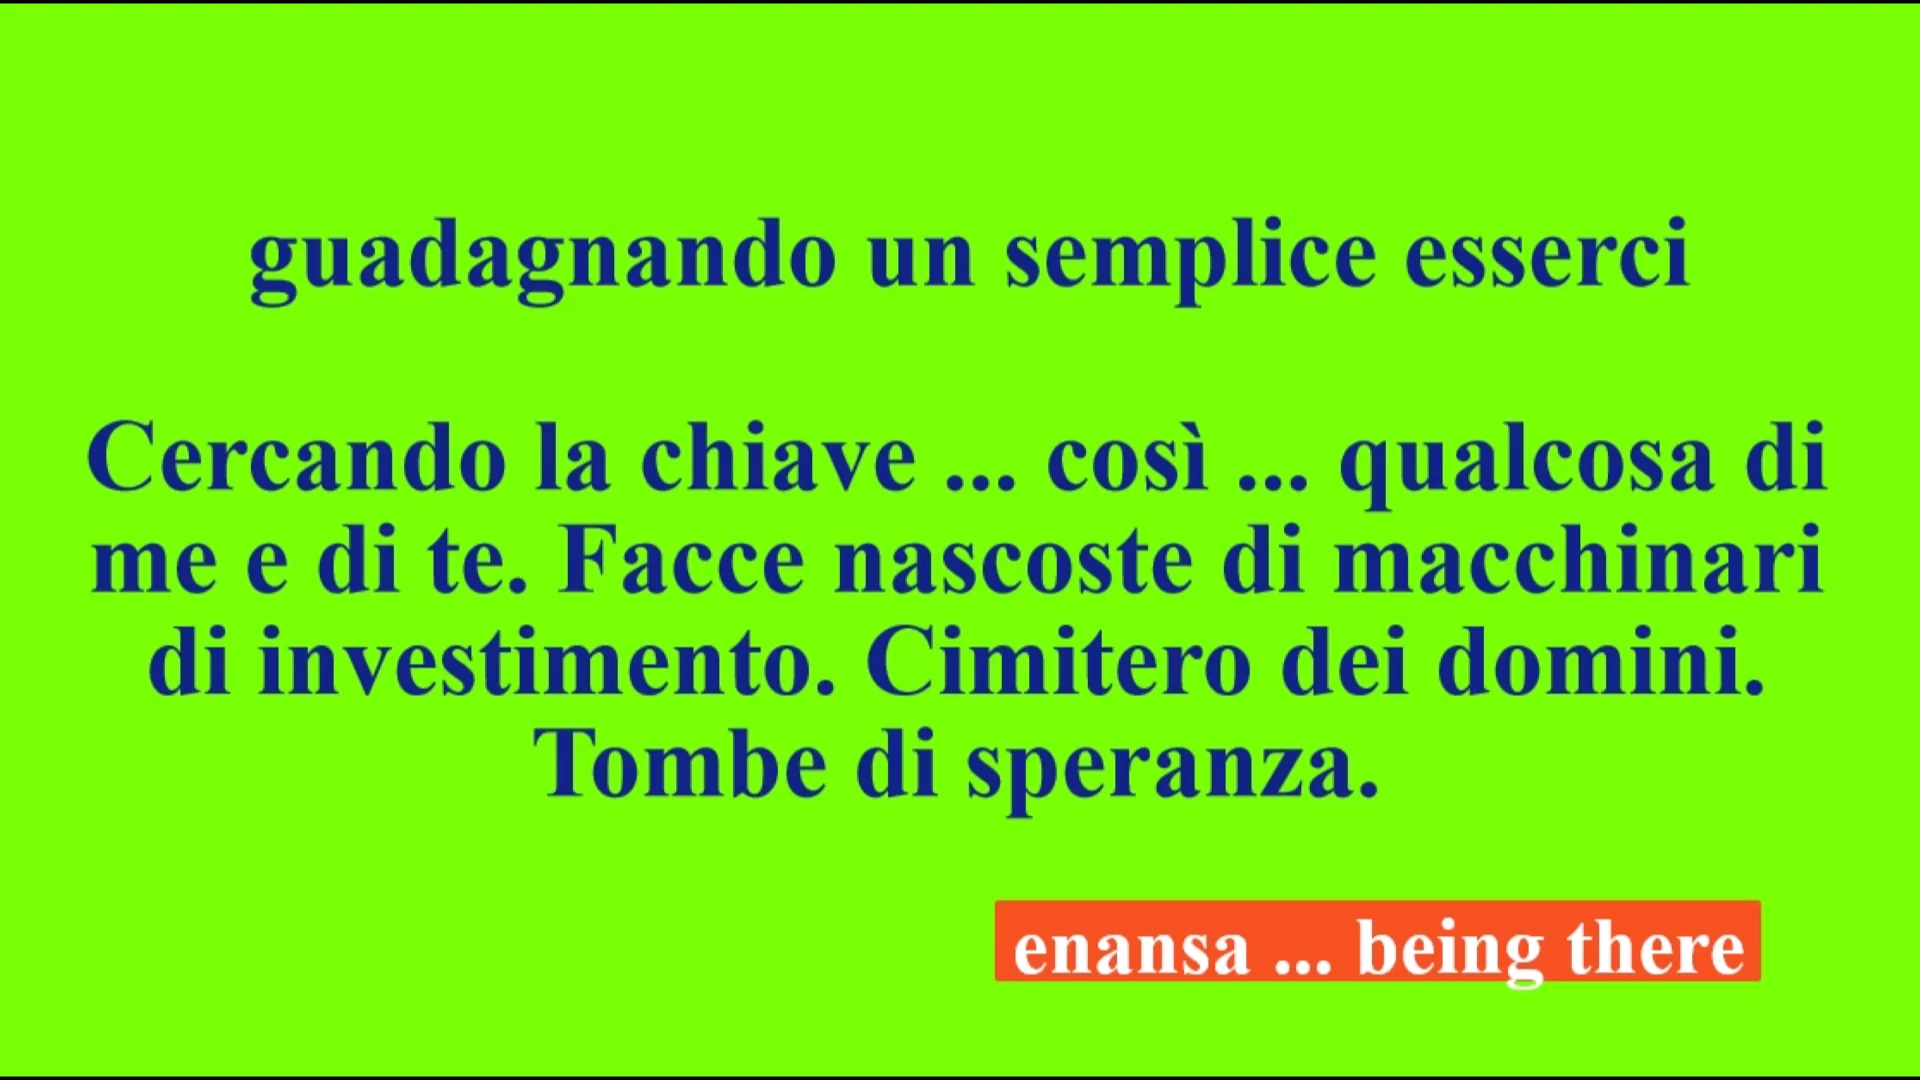 guadagnando un semplice esserci
Cercando la chiave ... così ... qualcosa di
me e di te. Facce nascoste di macchinari
di investimento. Cimitero dei domini.
Tombe di speranza.
enansa ... being there